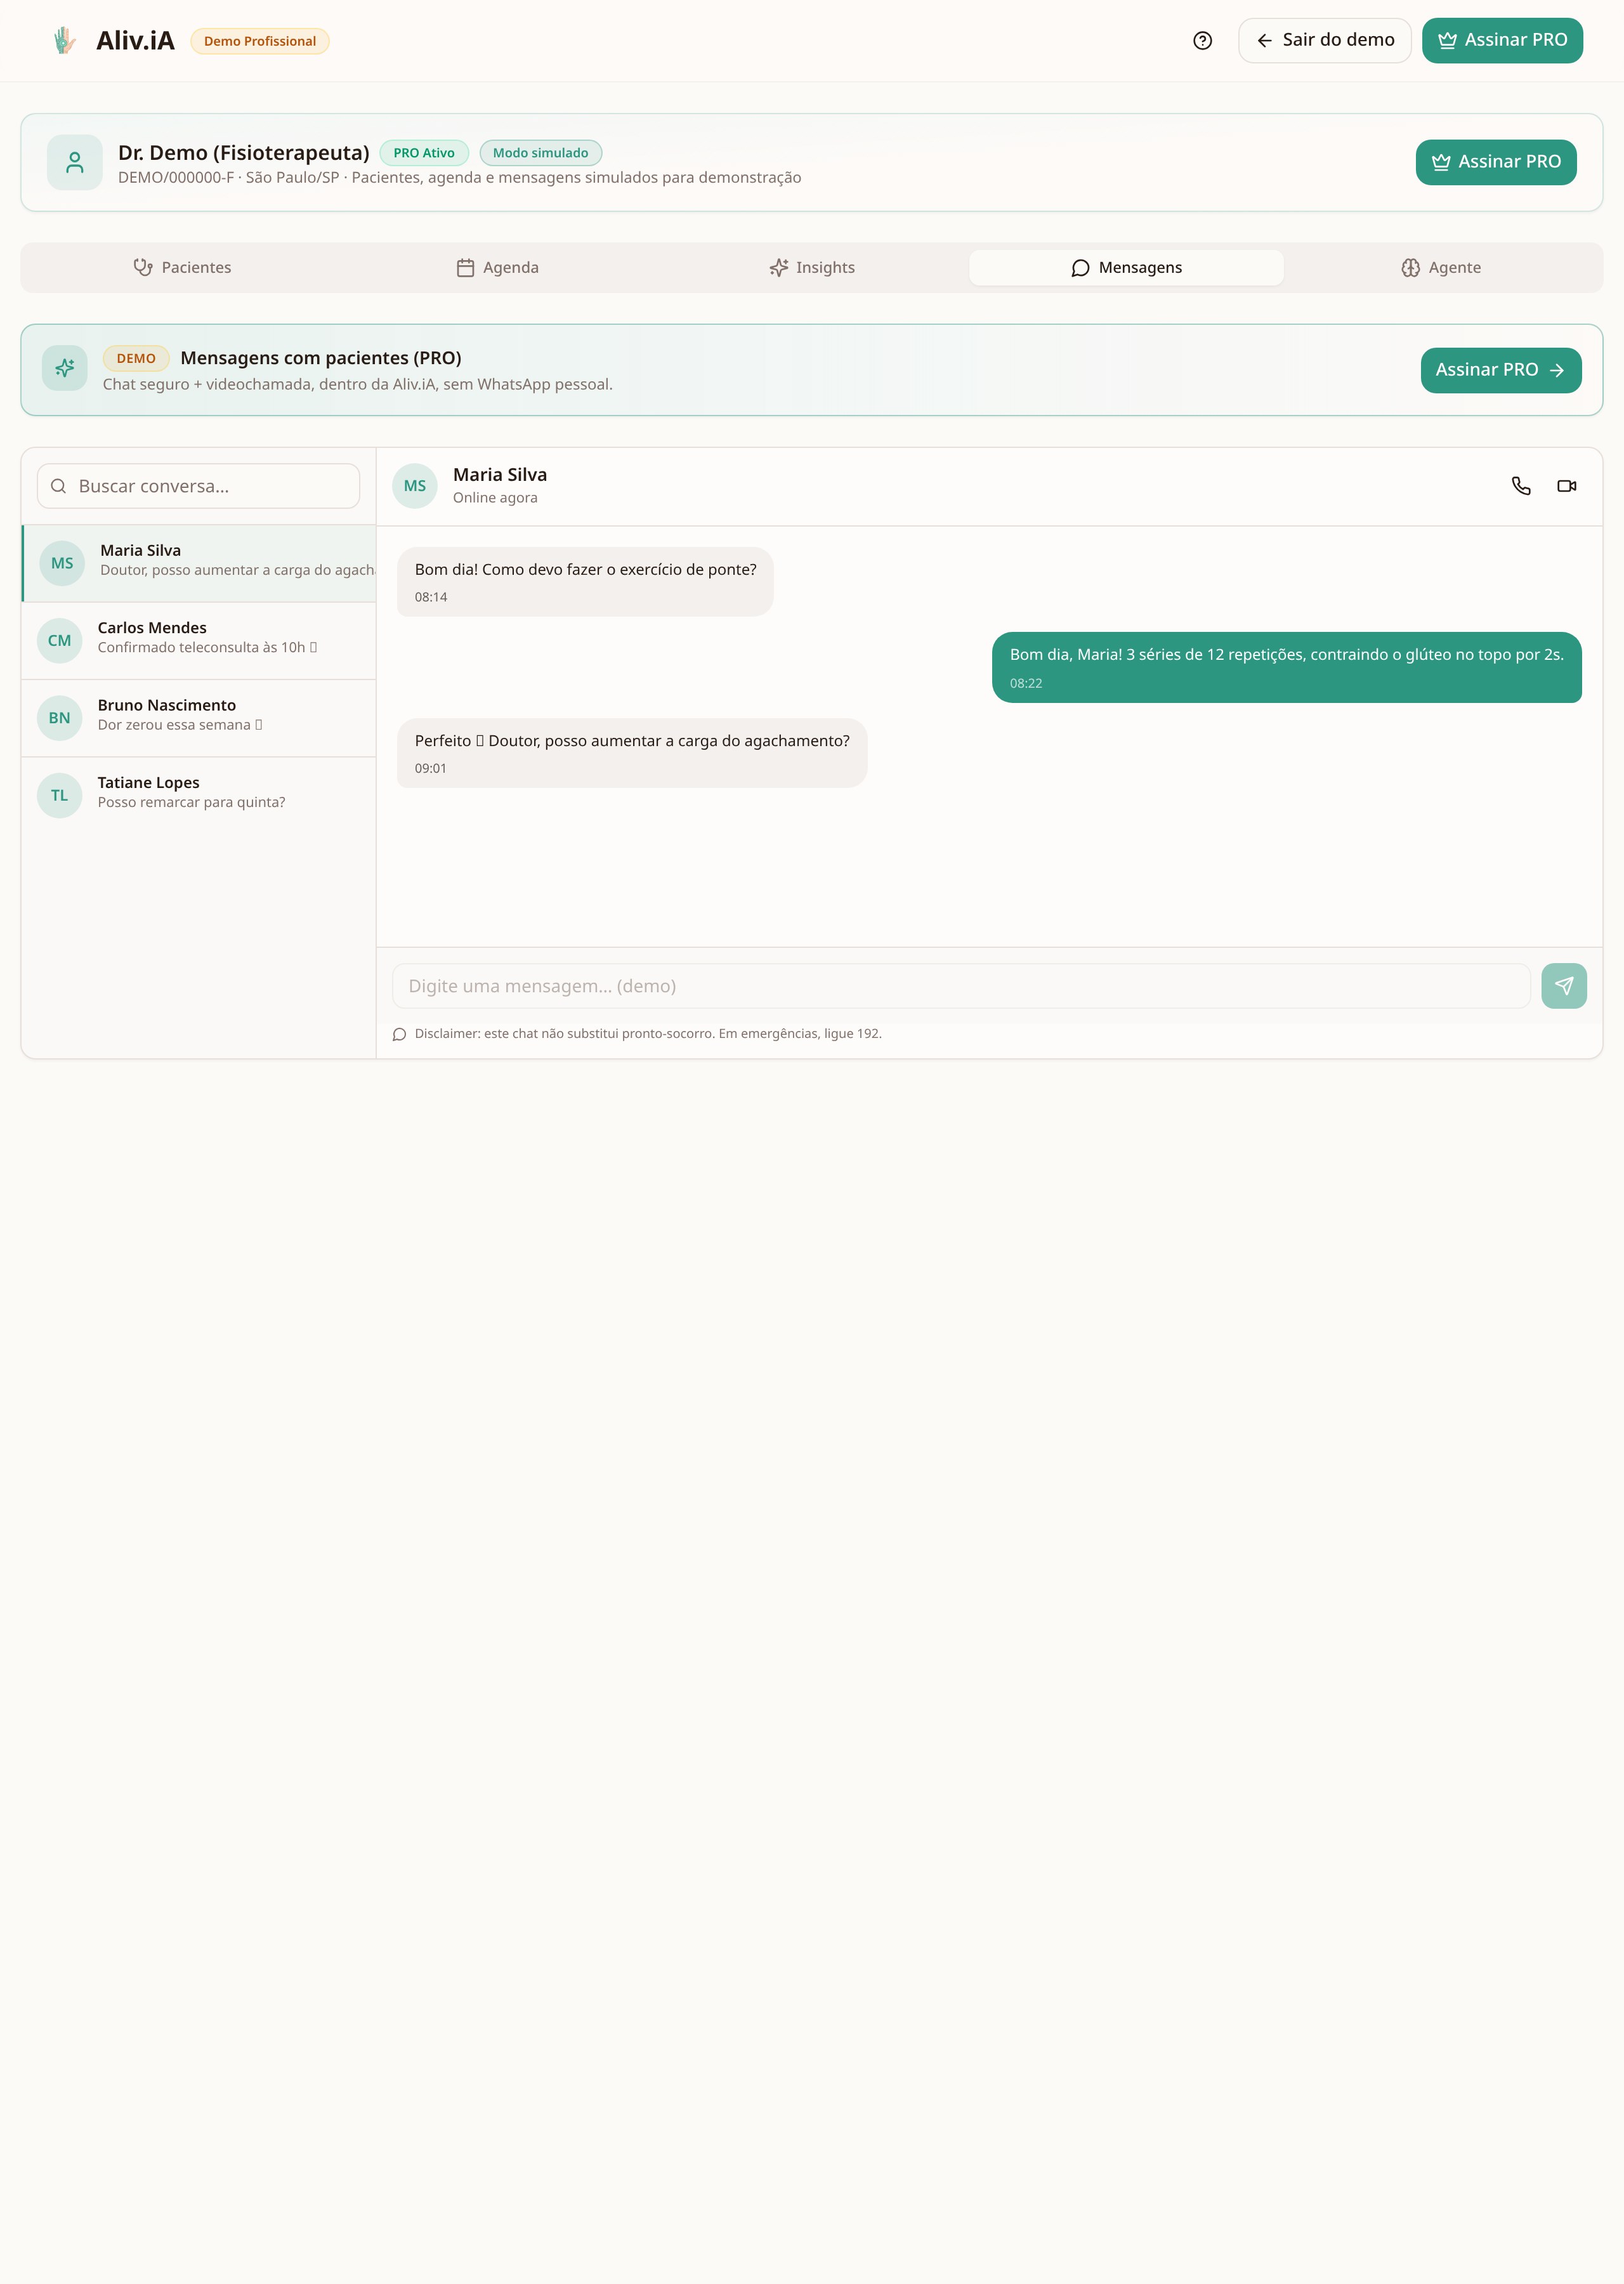 Aliv.iA
Demo Profissional
Sair do demo
Assinar PRO
Dr. Demo (Fisioterapeuta)
PRO Ativo
Modo simulado
DEMO/000000-F · São Paulo/SP · Pacientes, agenda e mensagens simulados para demonstração
Assinar PRO
Pacientes
Agenda
Insights
Mensagens
Agente
DEMO
Mensagens com pacientes (PRO)
Chat seguro + videochamada, dentro da Aliv.iA, sem WhatsApp pessoal.
Assinar PRO
Buscar conversa...
MS
Maria Silva
Doutor, posso aumentar a carga do agach
CM
Carlos Mendes
Confirmado teleconsulta às 10h
BN
Bruno Nascimento
Dor zerou essa semana
TL
Tatiane Lopes
Posso remarcar para quinta?
MS
Maria Silva
Online agora
Bom dia! Como devo fazer o exercício de ponte?
08:14
Bom dia, Maria! 3 séries de 12 repetições, contraindo o glúteo no topo por 2s.
08:22
Perfeito Doutor, posso aumentar a carga do agachamento?
09:01
Digite uma mensagem... (demo)
Disclaimer: este chat não substitui pronto-socorro. Em emergências, ligue 192.